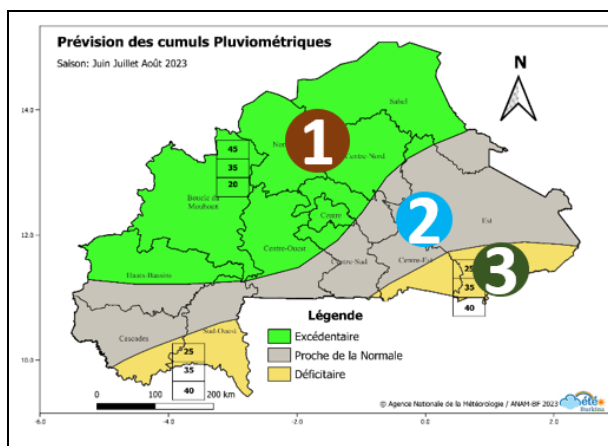 Prévision des cumuls Pluviométriques
Saison: Juin Juillet Août 2023
N
14.0
12.0
10.0
Sahel
1
Centre-Nord
45
35
20
Boucle du
Mouhoun
Centre
2
Est
Centre-Ouest
3
Hauts-Bassins
Centre-Sud
Centre-Est
25
35
40
Cascades
Sud-Ouest
25
35
40
Légende
Excédentaire
Proche de la Normale
Déficitaire
0 100 200 km
© Agence Nationale de la Météorologie / ANAM-BF 2023
Météo
Burkina
-6.0 -4.0 -2.0 0.0 2.0